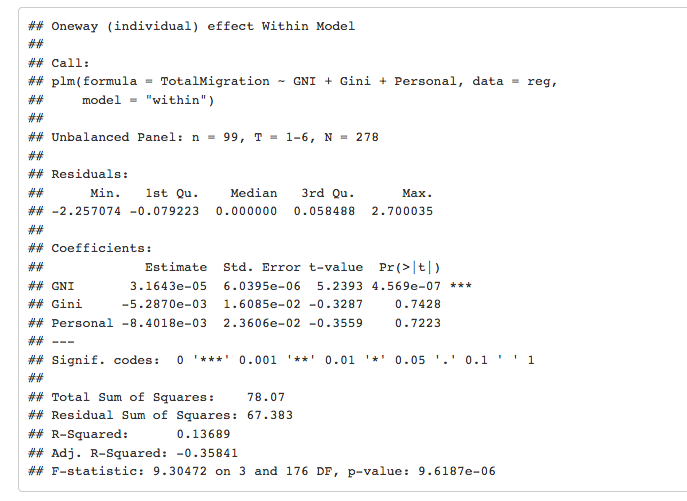 ## Oneway (individual) effect Within Model
##
## Call:
## plm(formula = TotalMigration ~ GNI + Gini + Personal, data = reg,
##     model = "within")
##
## Unbalanced Panel: n = 99, T = 1-6, N = 278
##
## Residuals:
##      Min.   1st Qu.    Median   3rd Qu.      Max.
## -2.257074 -0.079223  0.000000  0.058488  2.700035
##
## Coefficients:
##             Estimate  Std. Error t-value  Pr(>|t|)
## GNI       3.1643e-05  6.0395e-06  5.2393 4.569e-07 ***
## Gini     -5.2870e-03  1.6085e-02 -0.3287    0.7428
## Personal -8.4018e-03  2.3606e-02 -0.3559    0.7223
## ---
## Signif. codes:  0 '***' 0.001 '**' 0.01 '*' 0.05 '.' 0.1 ' ' 1
##
## Total Sum of Squares:    78.07
## Residual Sum of Squares: 67.383
## R-Squared:      0.13689
## Adj. R-Squared: -0.35841
## F-statistic: 9.30472 on 3 and 176 DF, p-value: 9.6187e-06